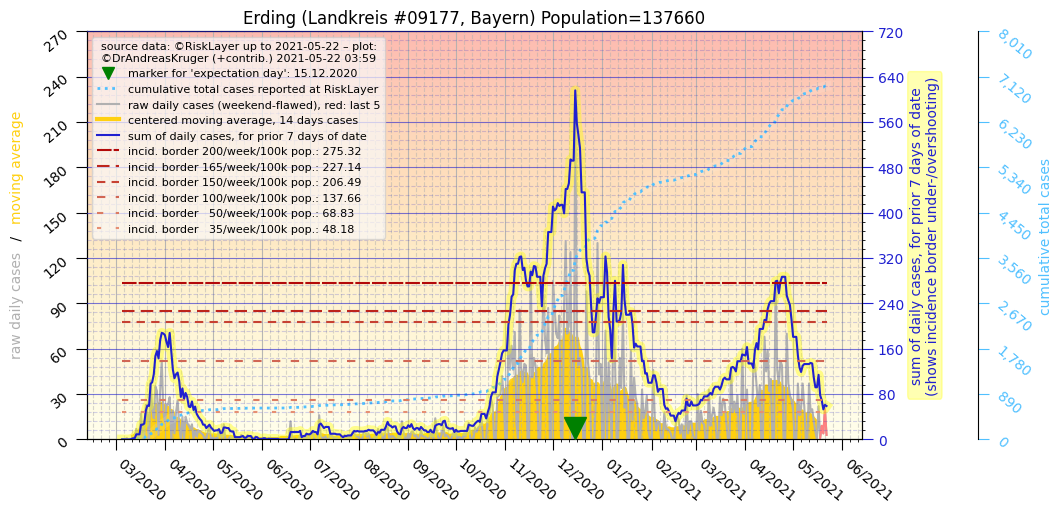 Erding (Landkreis #09177, Bayern) Population=137660
source data: ©RiskLayer up to 2021-05-22 – plot:
©DrAndreasKruger (+contrib.) 2021-05-22 03:59
marker for 'expectation day': 15.12.2020
cumulative total cases reported at RiskLayer
raw daily cases (weekend-flawed), red: last 5
centered moving average, 14 days cases
sum of daily cases, for prior 7 days of date
incid. border 200/week/100k pop.: 275.32
incid. border 165/week/100k pop.: 227.14
incid. border 150/week/100k pop.: 206.49
incid. border 100/week/100k pop.: 137.66
incid. border 50/week/100k pop.: 68.83
incid. border 35/week/100k pop.: 48.18
raw daily cases / moving average
270
240
210
180
150
120
90
60
30
0
03/2020
04/2020
05/2020
06/2020
07/2020
08/2020
09/2020
10/2020
11/2020
12/2020
01/2021
02/2021
03/2021
04/2021
05/2021
06/2021
720
640
560
480
400
320
240
160
80
0
sum of daily cases, for prior 7 days of date
(shows incidence border under-/overshooting)
8,010
7,120
6,230
5,340
4,450
3,560
2,670
1,780
890
0
cumulative total cases